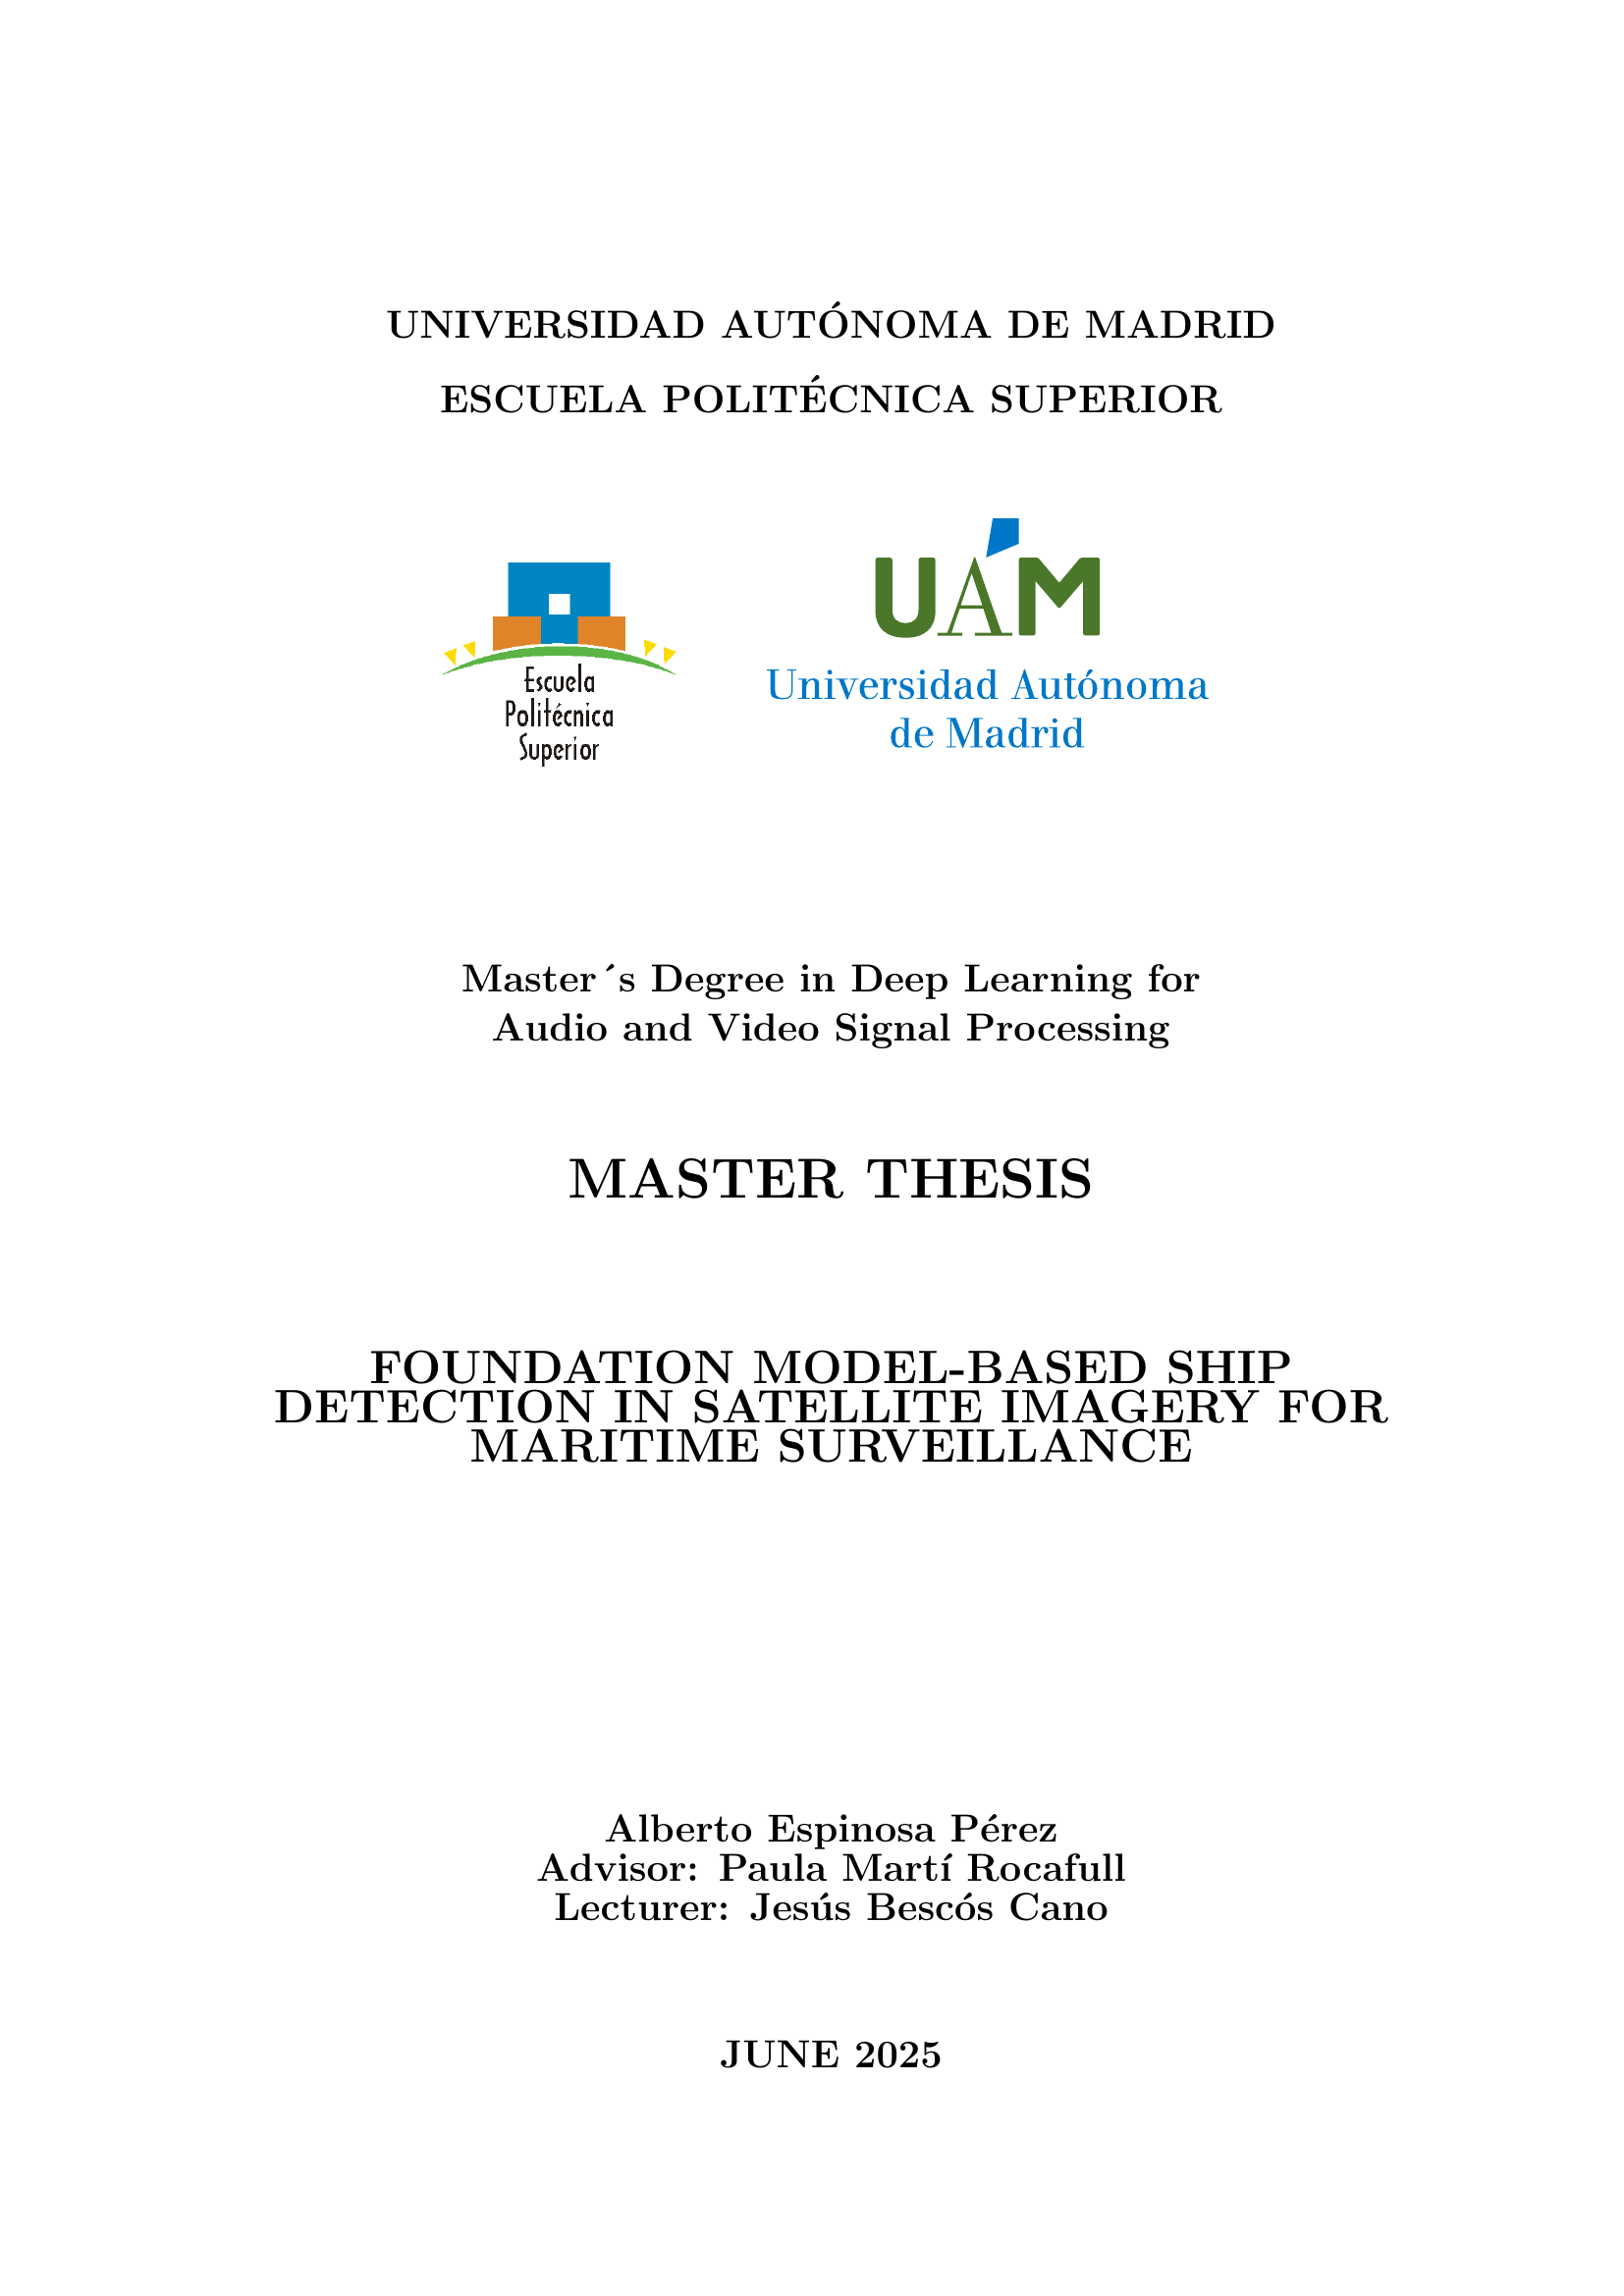 UNIVERSIDAD AUTÓNOMA DE MADRID
ESCUELA POLITÉCNICA SUPERIOR
Escuela
Politécnica
Superior
UÁM
Universidad Autónoma
de Madrid
Master´s Degree in Deep Learning for
Audio and Video Signal Processing
MASTER THESIS
FOUNDATION MODEL-BASED SHIP
DETECTION IN SATELLITE IMAGERY FOR
MARITIME SURVEILLANCE
Alberto Espinosa Pérez
Advisor: Paula Martí Rocafull
Lecturer: Jesús Bescós Cano
JUNE 2025